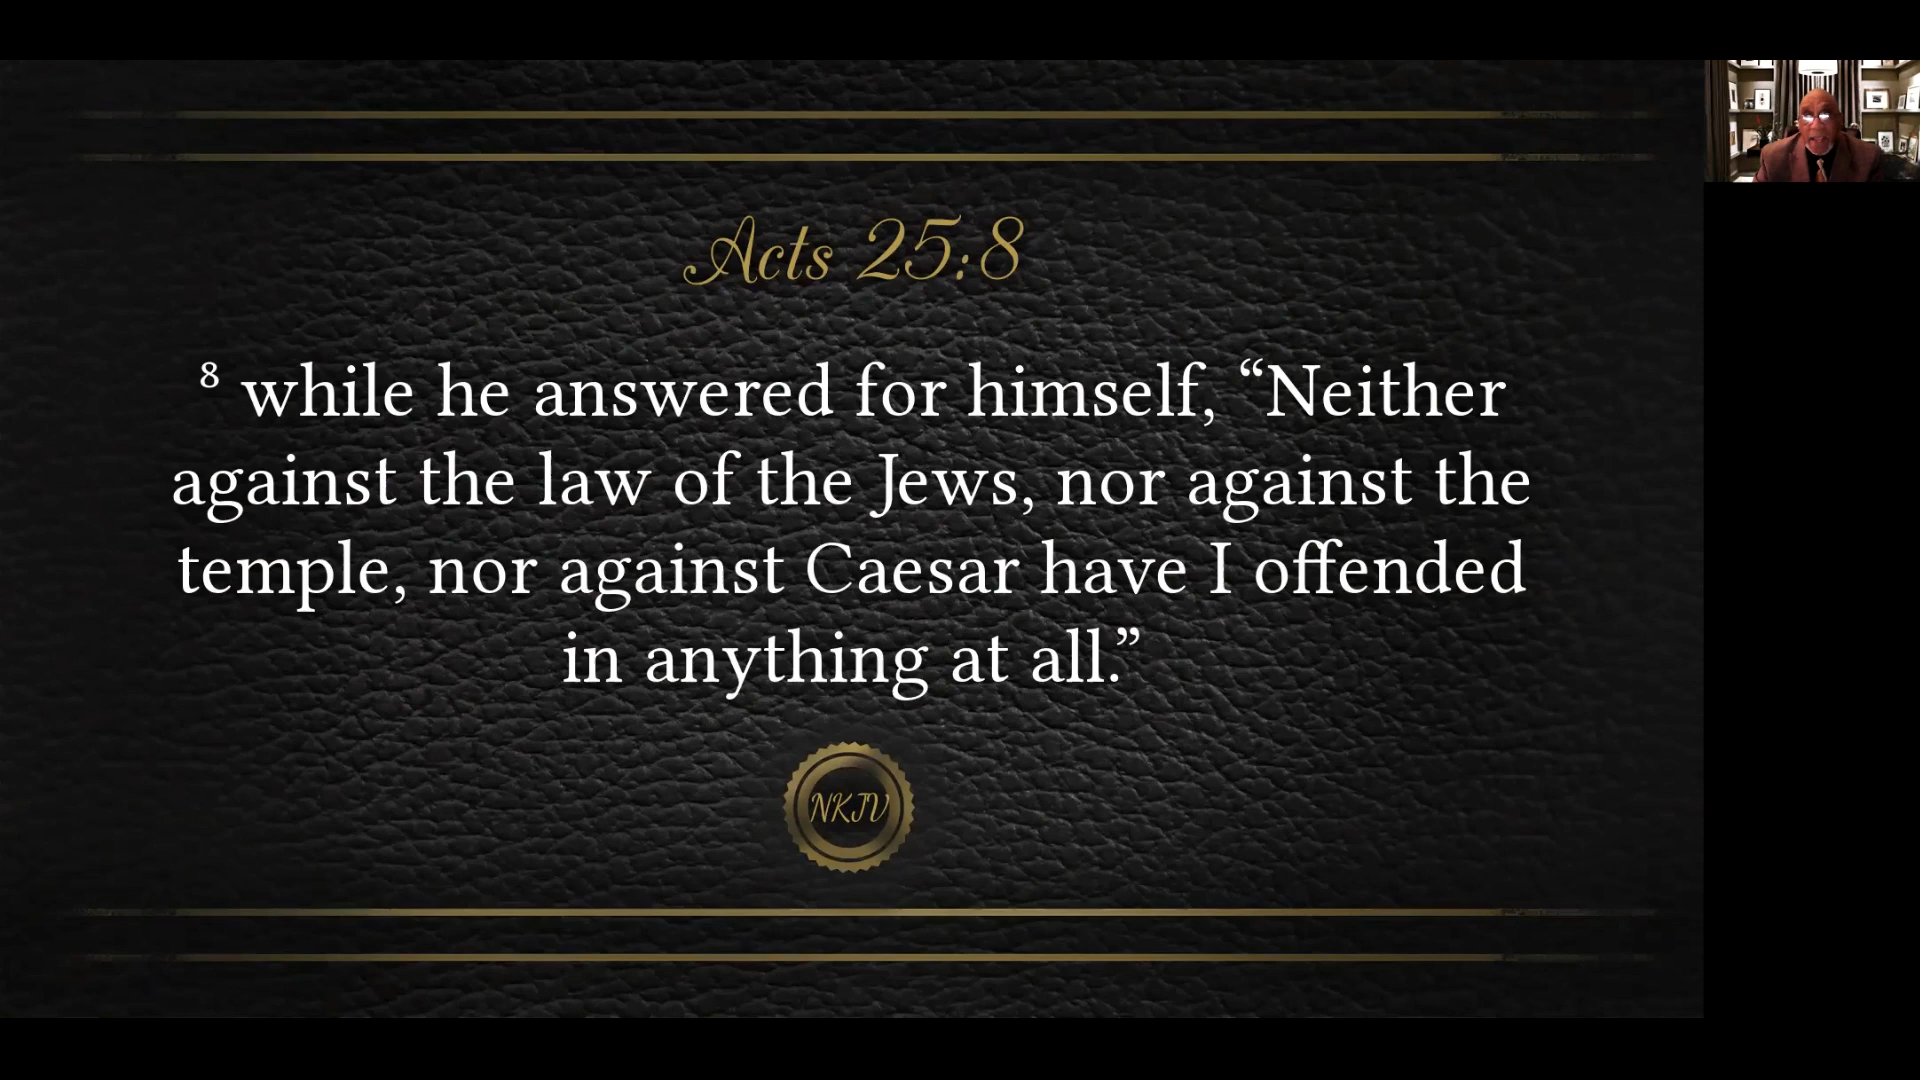 Acts 25:8
8 while he answered for himself, “Neither
against the law of the Jews, nor against the
temple, nor against Caesar have I offended
in anything at all.”
NKJV